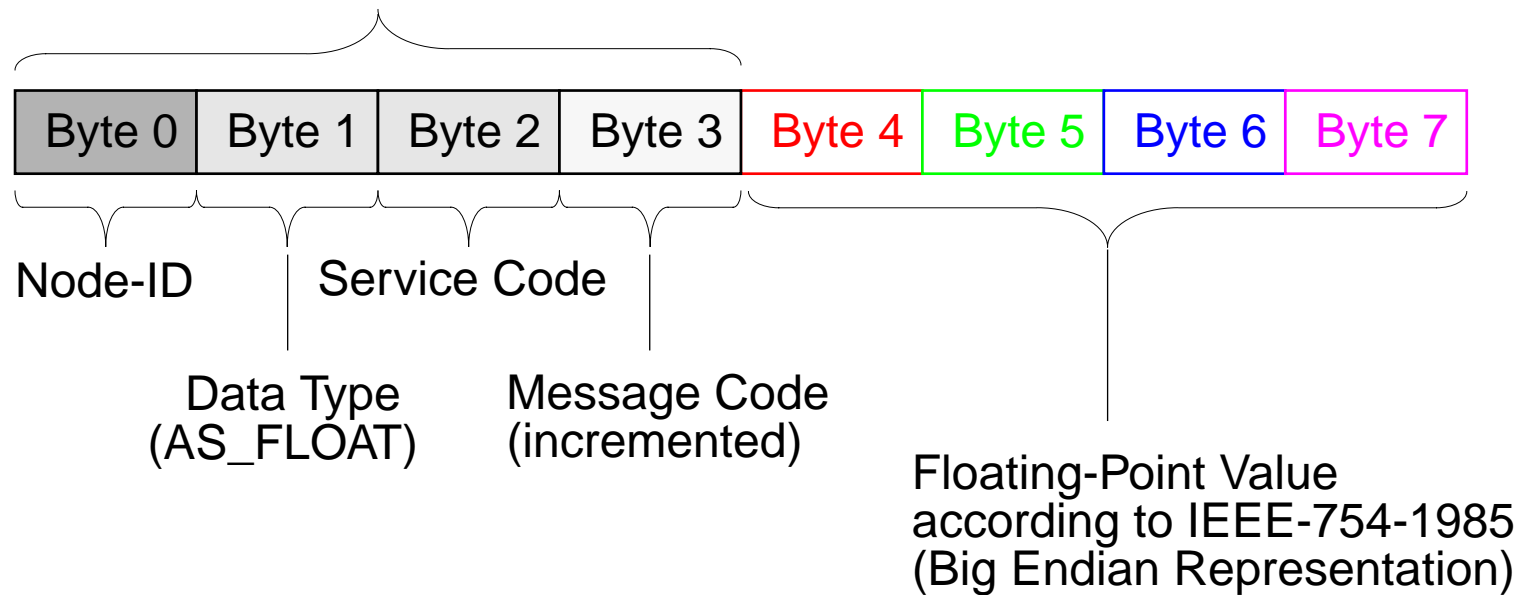 Byte 0 Byte 1 Byte 2 Byte 3 Byte 4 Byte 5 Byte 6 Byte 7
Node-ID
Service Code
Data Type
(AS_FLOAT)
Message Code
(incremented)
Floating-Point Value
according to IEEE-754-1985
(Big Endian Representation)